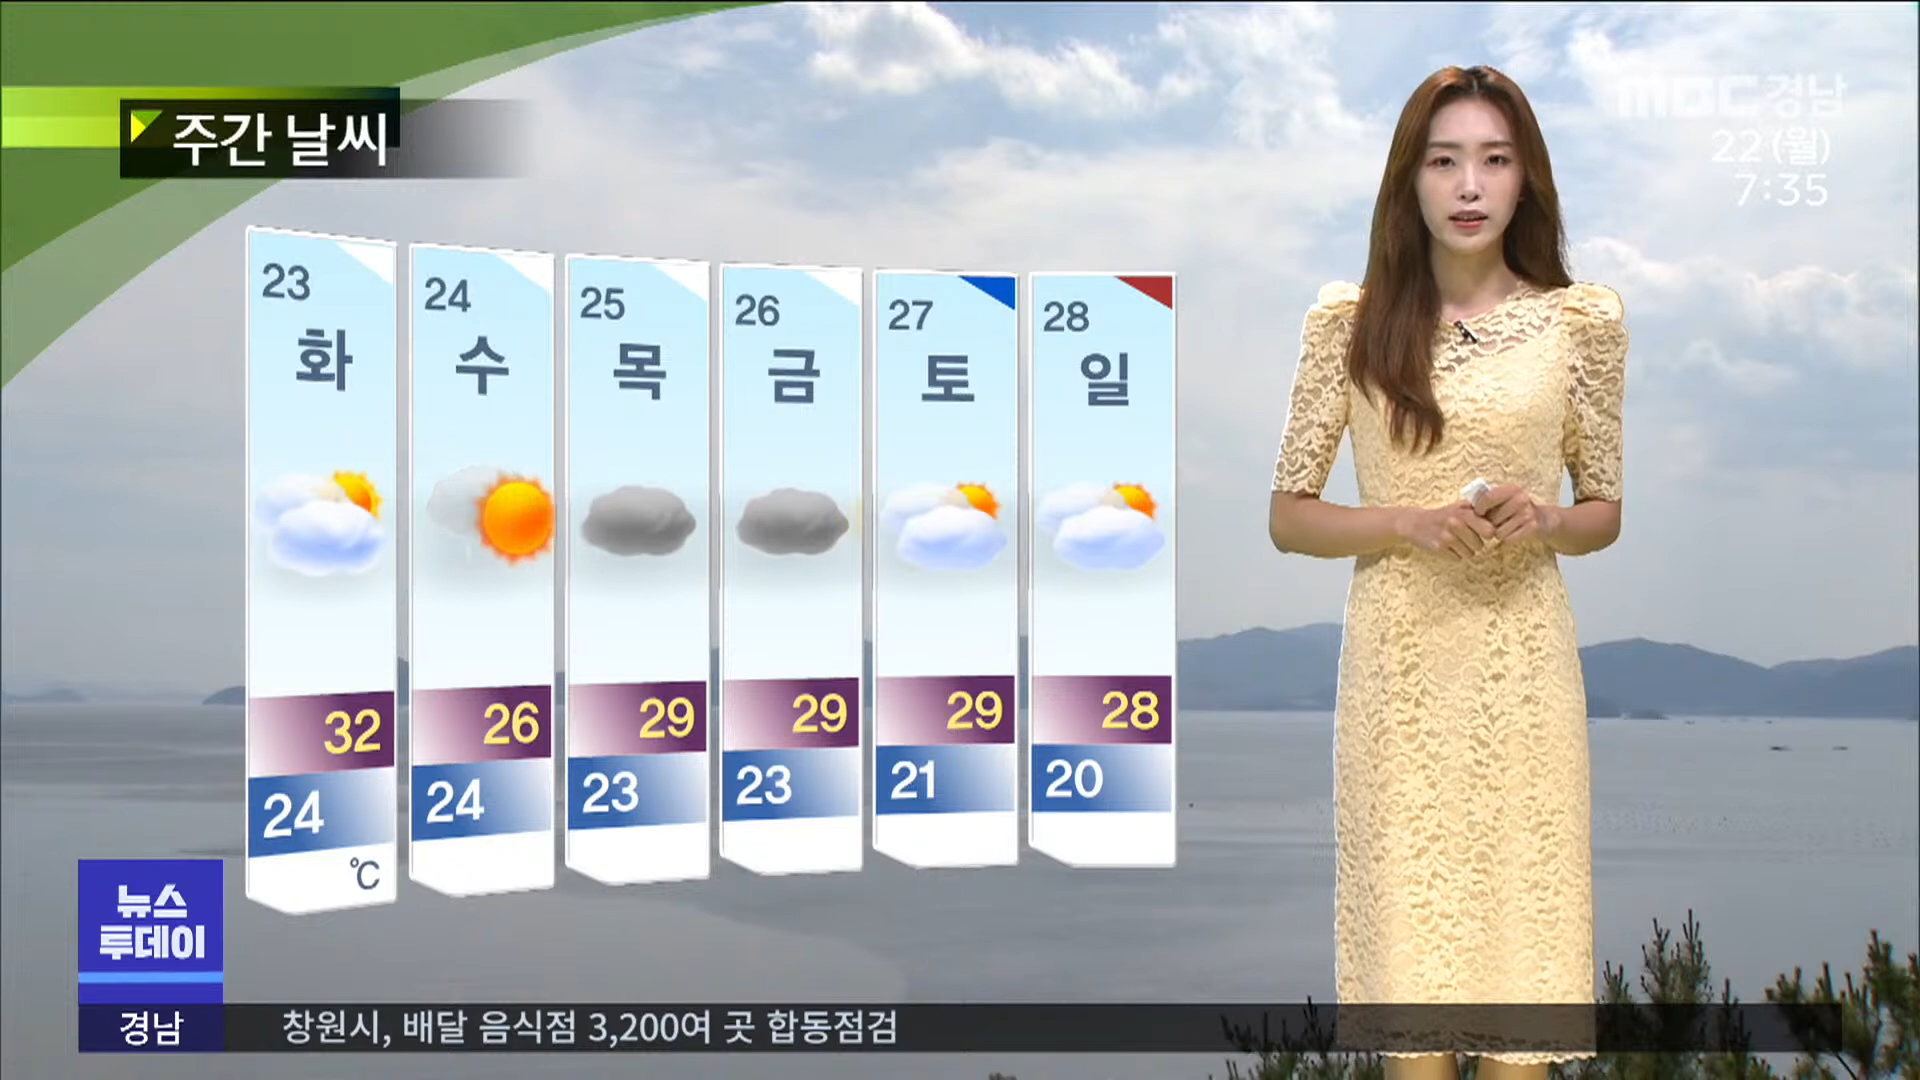 주간 날씨
MBC경남
22 (월)
7:35
23 화 32 24 ℃
24 수 26 24
25 목 29 23
26 금 29 23
27 토 29 21
28 일 28 20
뉴스
투데이
경남
창원시, 배달 음식점 3,200여 곳 합동점검